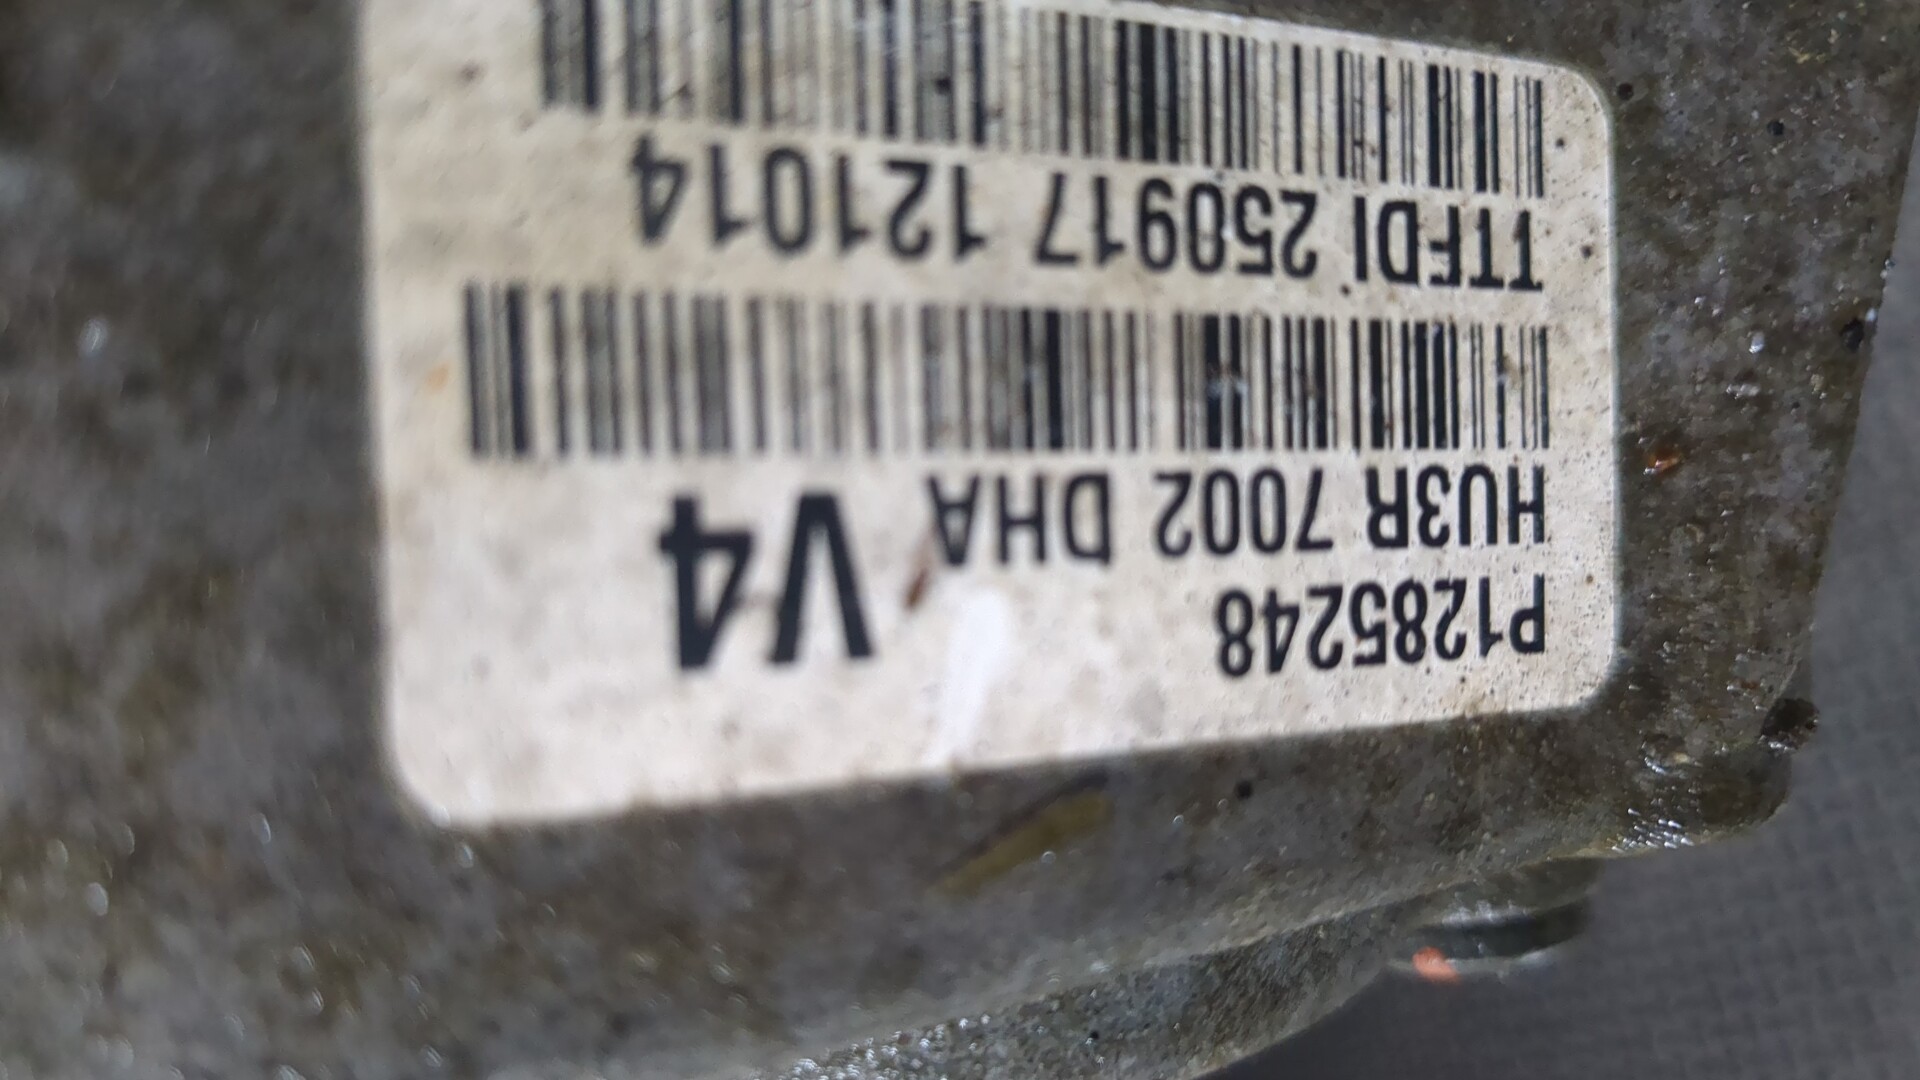 P1285248
HU3R 7002 DHA V4
TTFDI 250917 121014